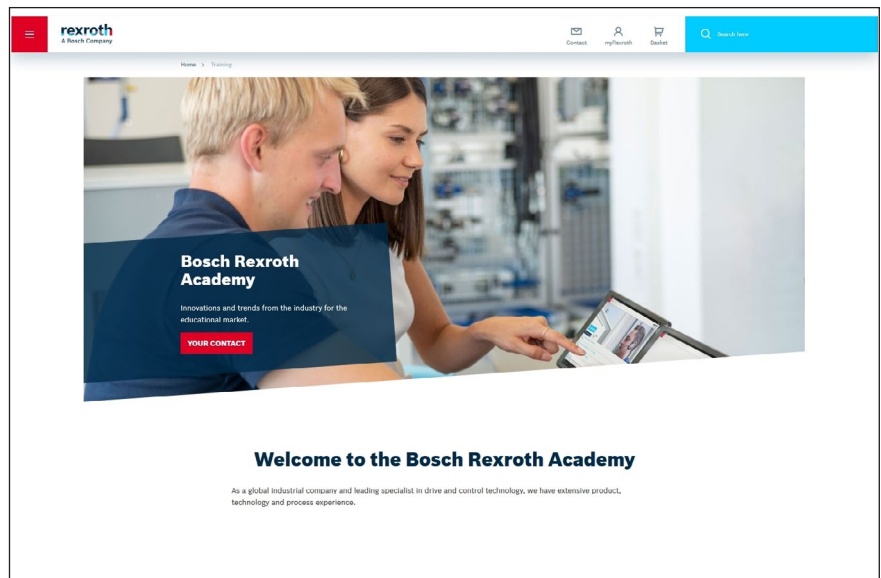 rexroth
A Bosch Company
Contact
myRexroth
Basket
Search here
Home > Training
Bosch Rexroth
Academy
Innovations and trends from the industry for the
educational market.
YOUR CONTACT
Welcome to the Bosch Rexroth Academy
As a global industrial company and leading specialist in drive and control technology, we have extensive product,
technology and process experience.